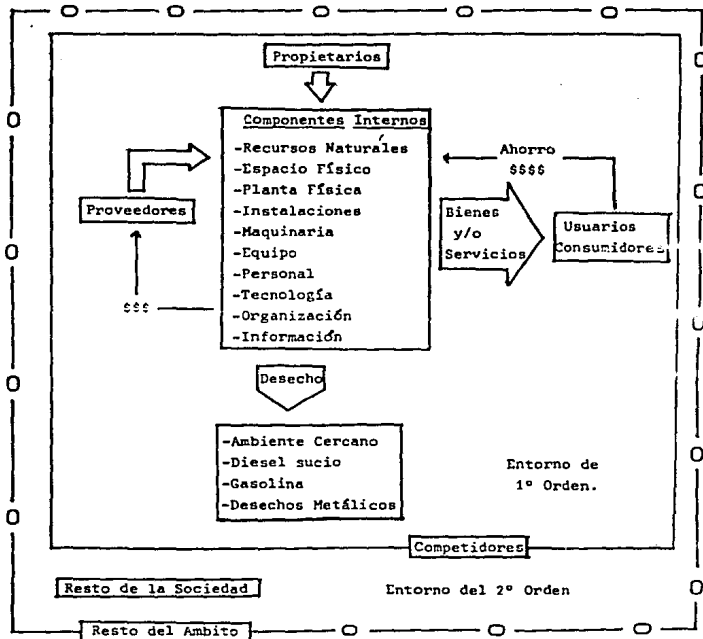 Propietarios
Componentes Internos
-Recursos Naturales
-Espacio Físico
-Planta Física
-Instalaciones
-Maquinaria
-Equipo
-Personal
-Tecnología
-Organización
-Información
Proveedores
$$$
Ahorro
$$$$
Bienes
y/o
Servicios
Usuarios
Consumidores
Desecho
-Ambiente Cercano
-Diesel sucio
-Gasolina
-Desechos Metálicos
Entorno de
1º Orden.
Competidores
Resto de la Sociedad
Entorno del 2º Orden
Resto del Ambito